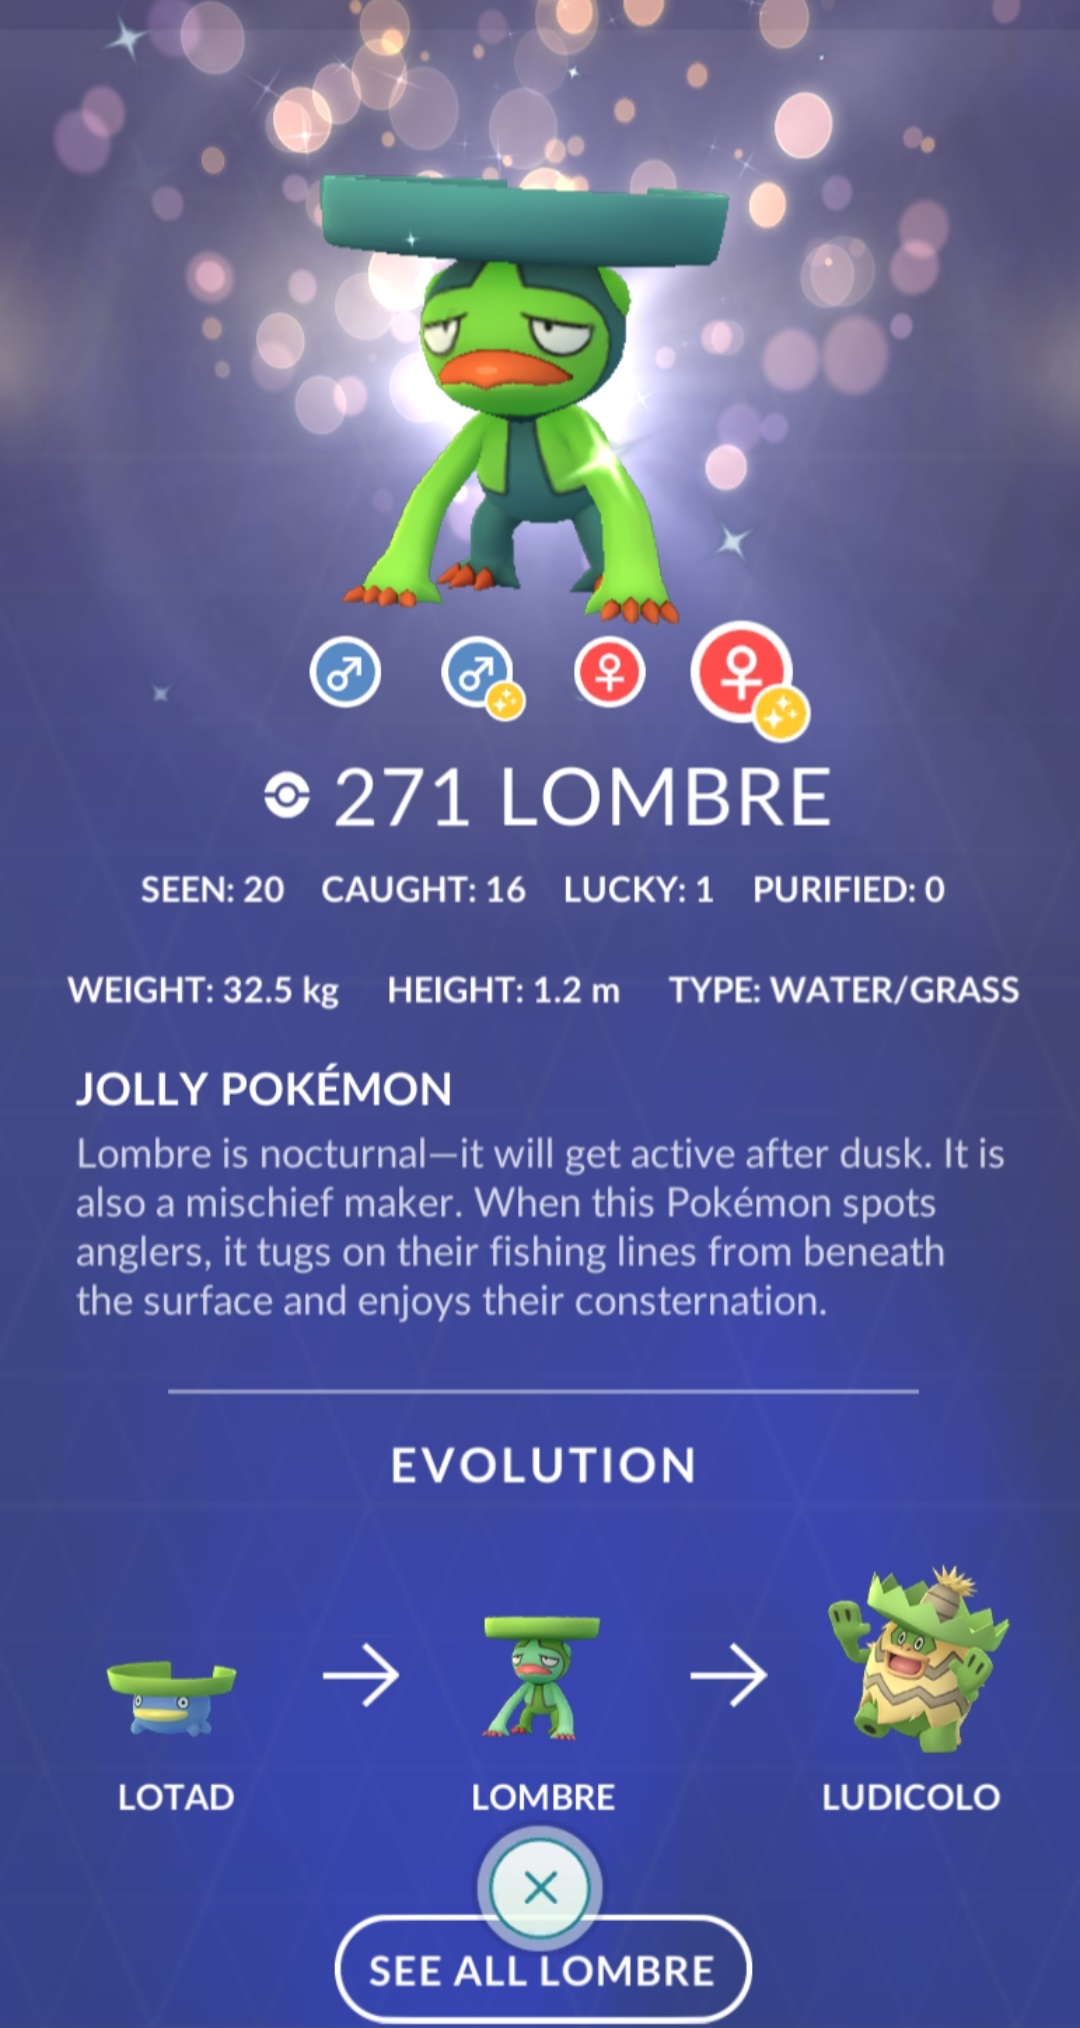 271 LOMBRE
SEEN: 20 CAUGHT: 16 LUCKY: 1 PURIFIED: 0
WEIGHT: 32.5 kg HEIGHT: 1.2 m TYPE: WATER/GRASS
JOLLY POKÉMON
Lombre is nocturnal—it will get active after dusk. It is
also a mischief maker. When this Pokémon spots
anglers, it tugs on their fishing lines from beneath
the surface and enjoys their consternation.
EVOLUTION
LOTAD LOMBRE LUDICOLO
SEE ALL LOMBRE